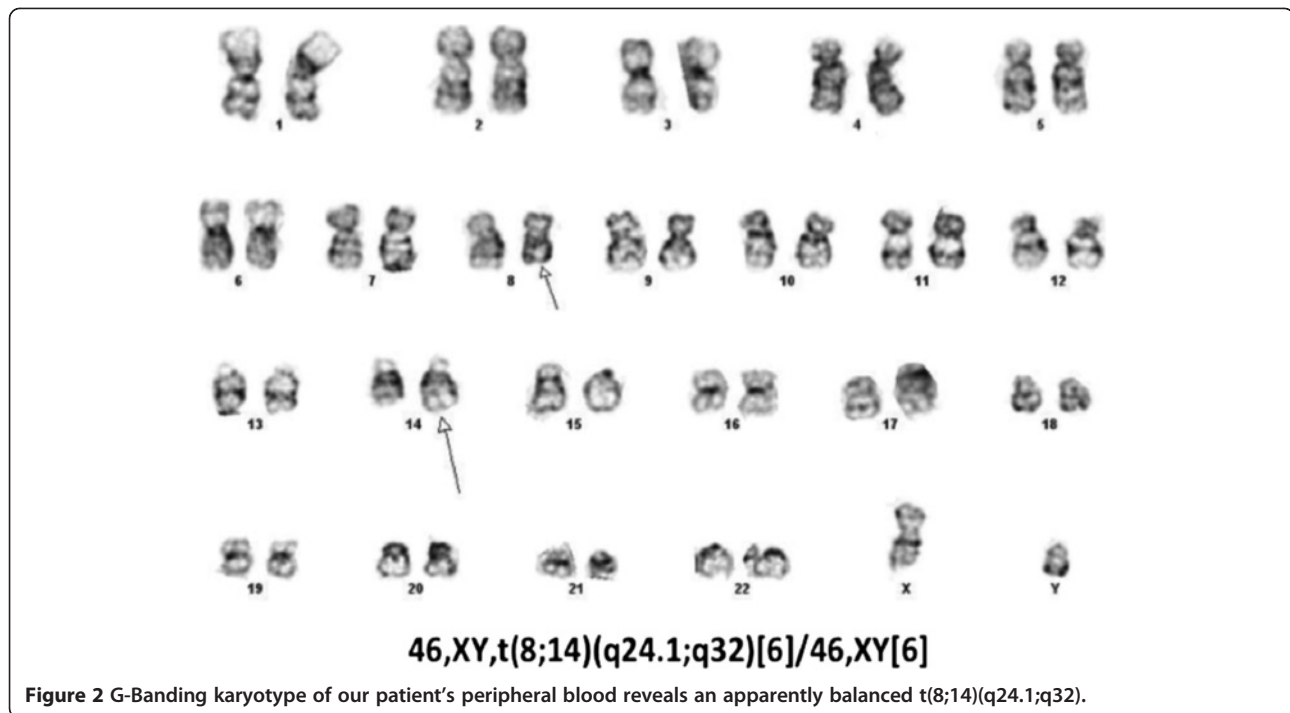 1 2 3 4 5
6 7 8 9 10 11 12
13 14 15 16 17 18
19 20 21 22 X Y
46,XY,t(8;14)(q24.1;q32)[6]/46,XY[6]
Figure 2 G-Banding karyotype of our patient's peripheral blood reveals an apparently balanced t(8;14)(q24.1;q32).